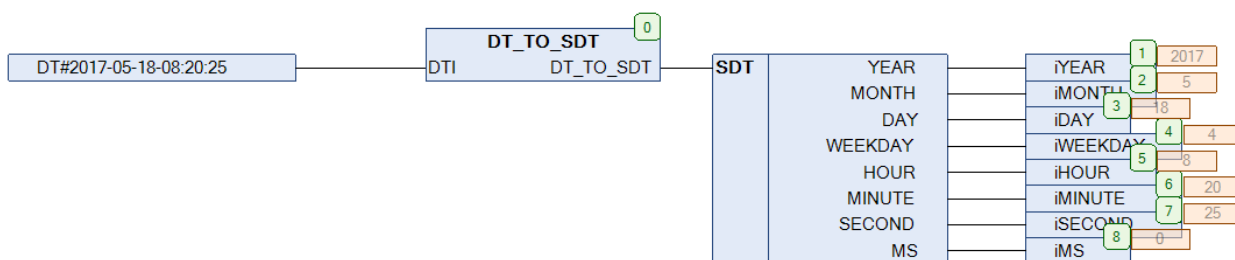 0
DT_TO_SDT
DT#2017-05-18-08:20:25
DTI DT_TO_SDT
SDT
YEAR iYEAR 1 2017
MONTH iMONTH 2 5
DAY iDAY 3 18
WEEKDAY iWEEKDAY 4 4
HOUR iHOUR 5 8
MINUTE iMINUTE 6 20
SECOND iSECOND 7 25
MS iMS 8 0